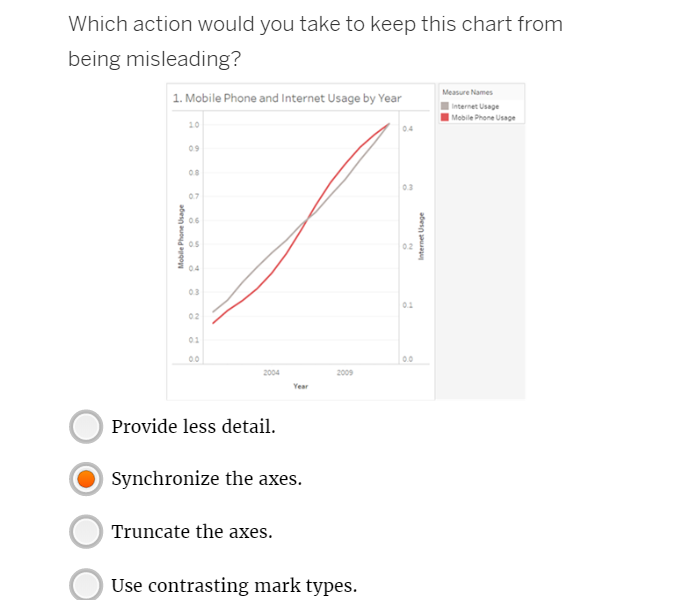 Which action would you take to keep this chart from
being misleading?
1. Mobile Phone and Internet Usage by Year
Measure Names
Internet Usage
Mobile Phone Usage
1.0
0.9
0.8
0.7
0.6
0.5
0.4
0.3
0.2
0.1
0.0
Mobile Phone Usage
0.4
0.3
0.2
0.1
0.0
Internet Usage
2004 2009
Year
Provide less detail.
Synchronize the axes.
Truncate the axes.
Use contrasting mark types.